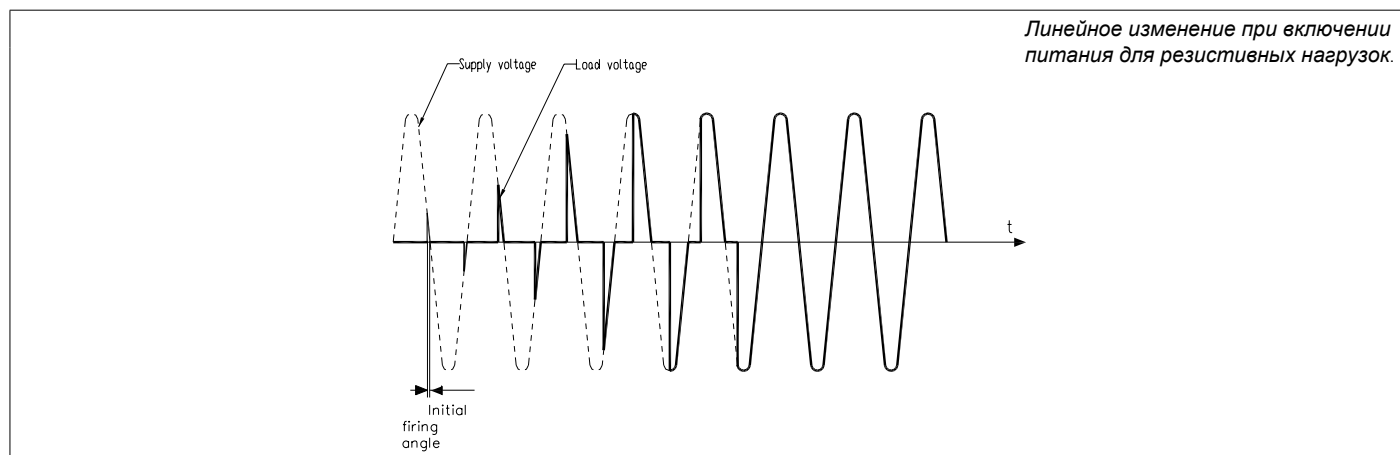 Линейное изменение при включении
питания для резистивных нагрузок.
Supply voltage
Load voltage
t
Initial
firing
angle